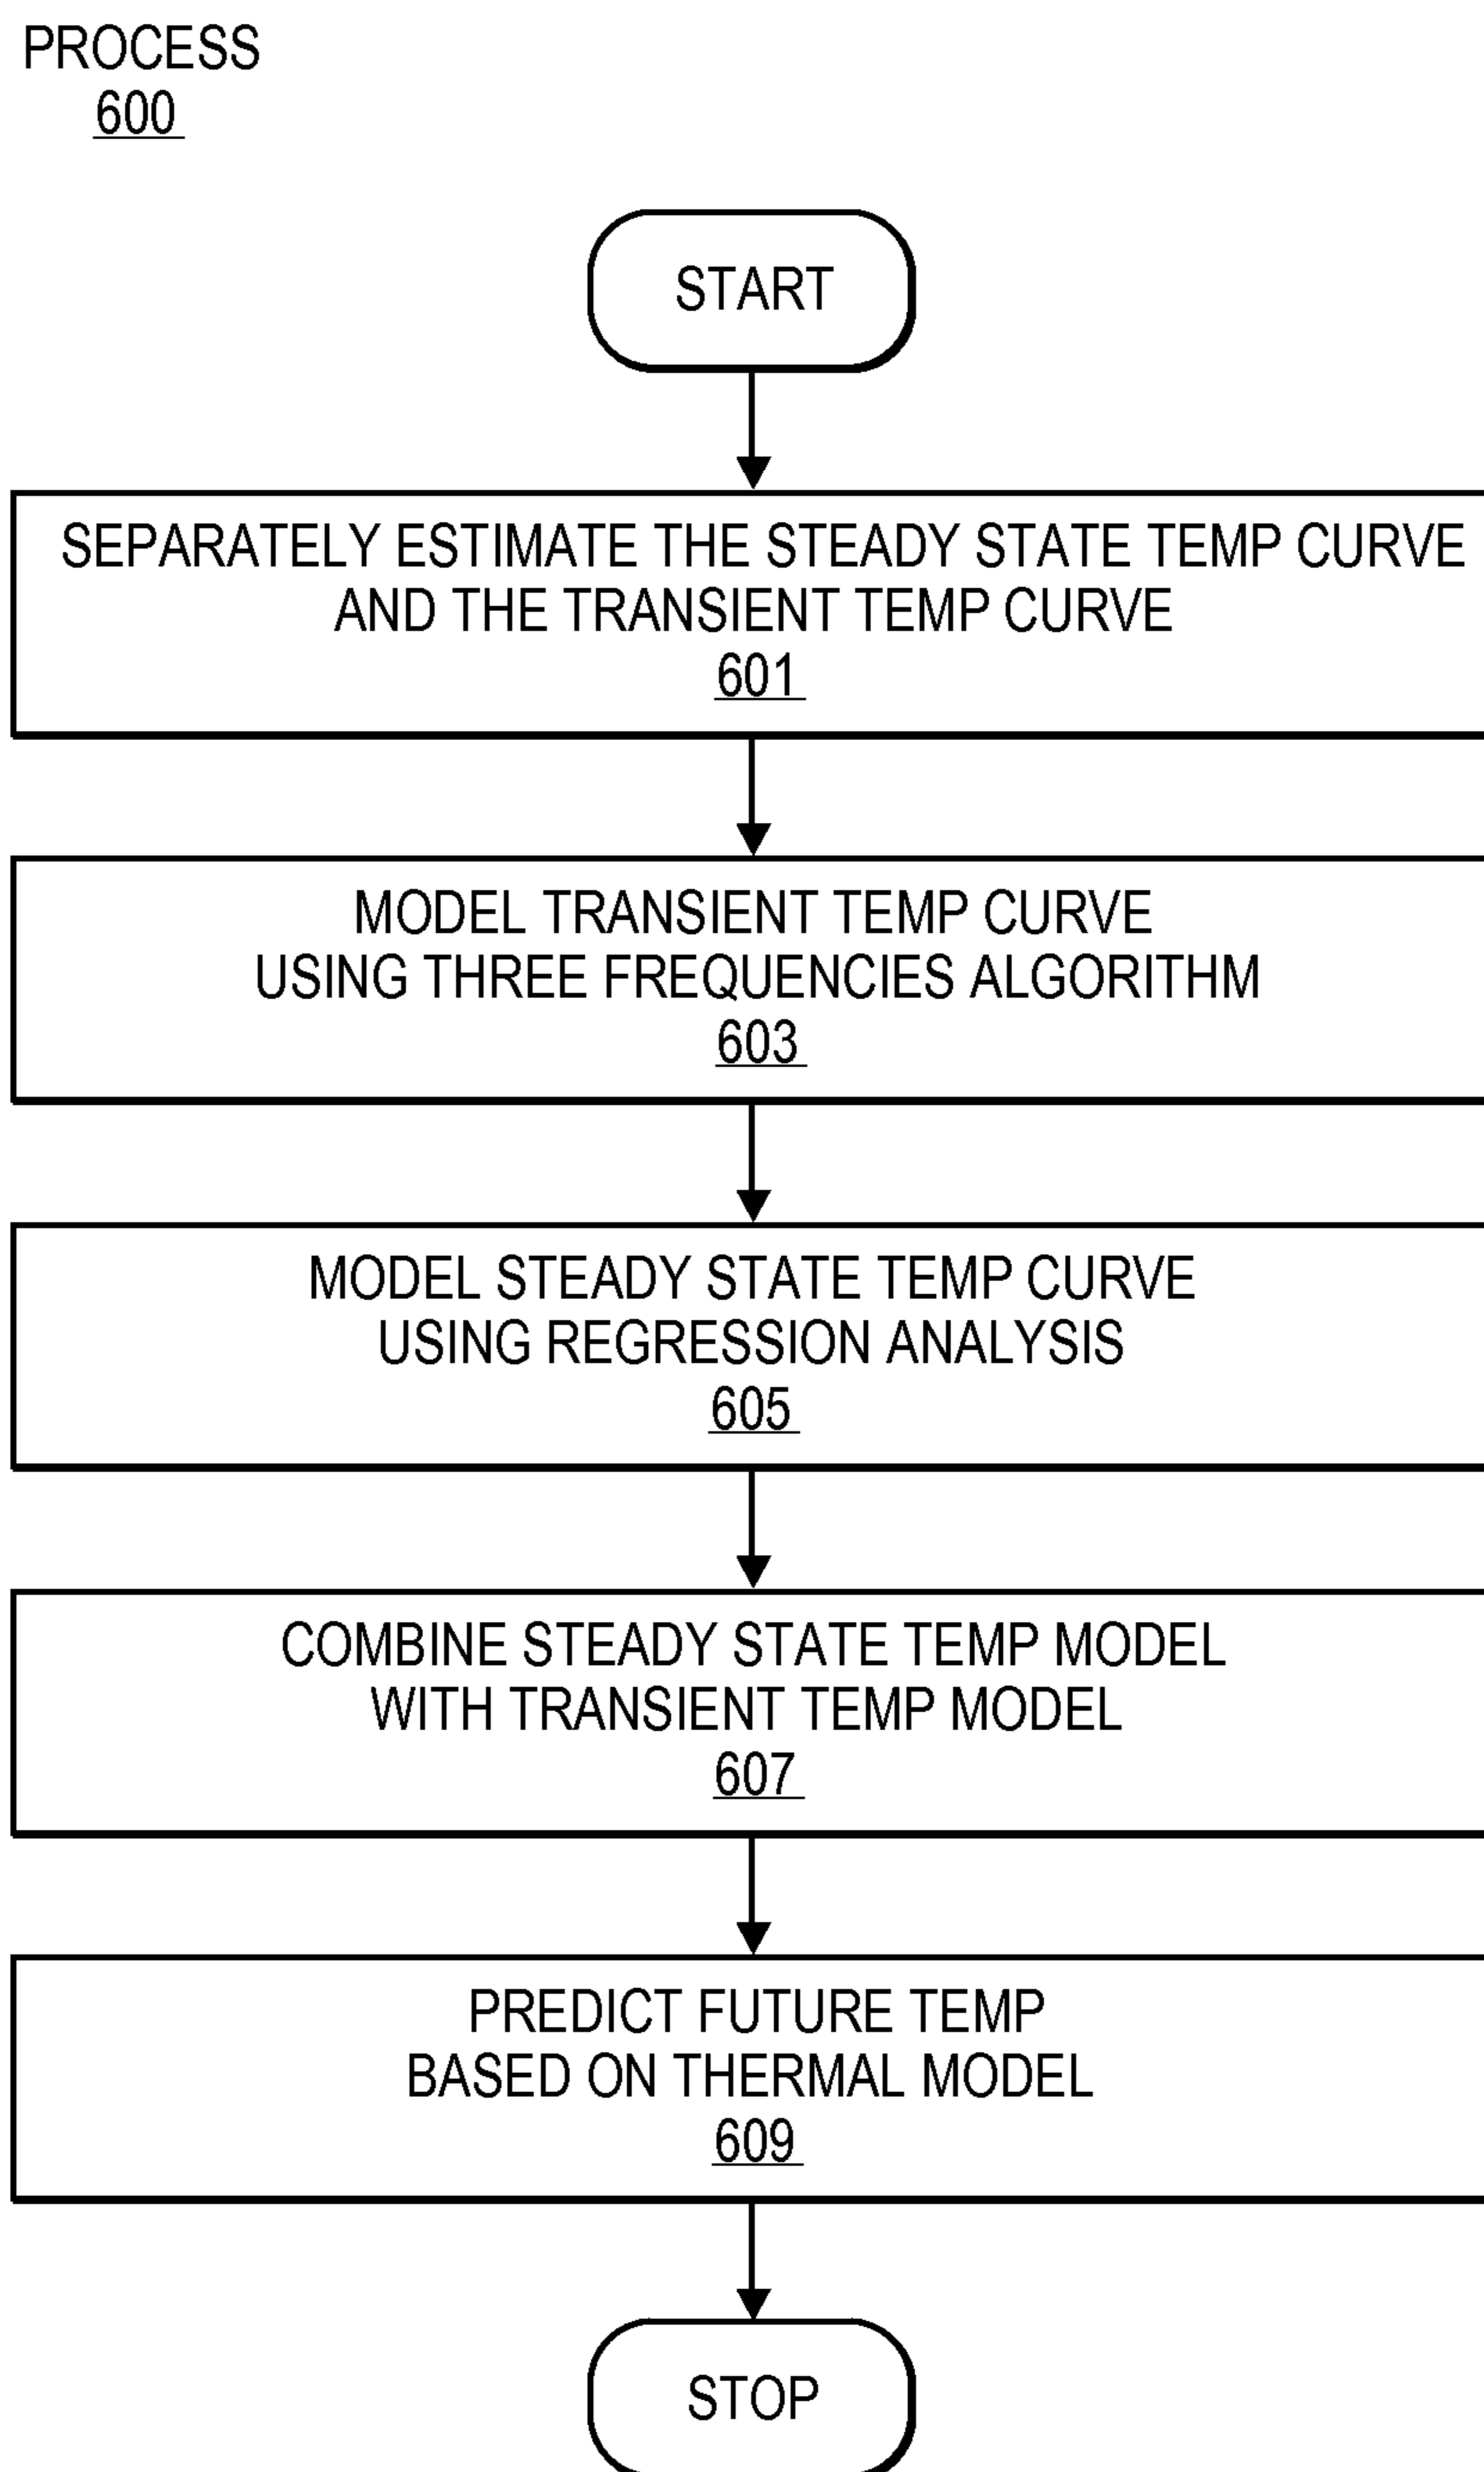 PROCESS
600
START
SEPARATELY ESTIMATE THE STEADY STATE TEMP CURVE
AND THE TRANSIENT TEMP CURVE
601
MODEL TRANSIENT TEMP CURVE
USING THREE FREQUENCIES ALGORITHM
603
MODEL STEADY STATE TEMP CURVE
USING REGRESSION ANALYSIS
605
COMBINE STEADY STATE TEMP MODEL
WITH TRANSIENT TEMP MODEL
607
PREDICT FUTURE TEMP
BASED ON THERMAL MODEL
609
STOP